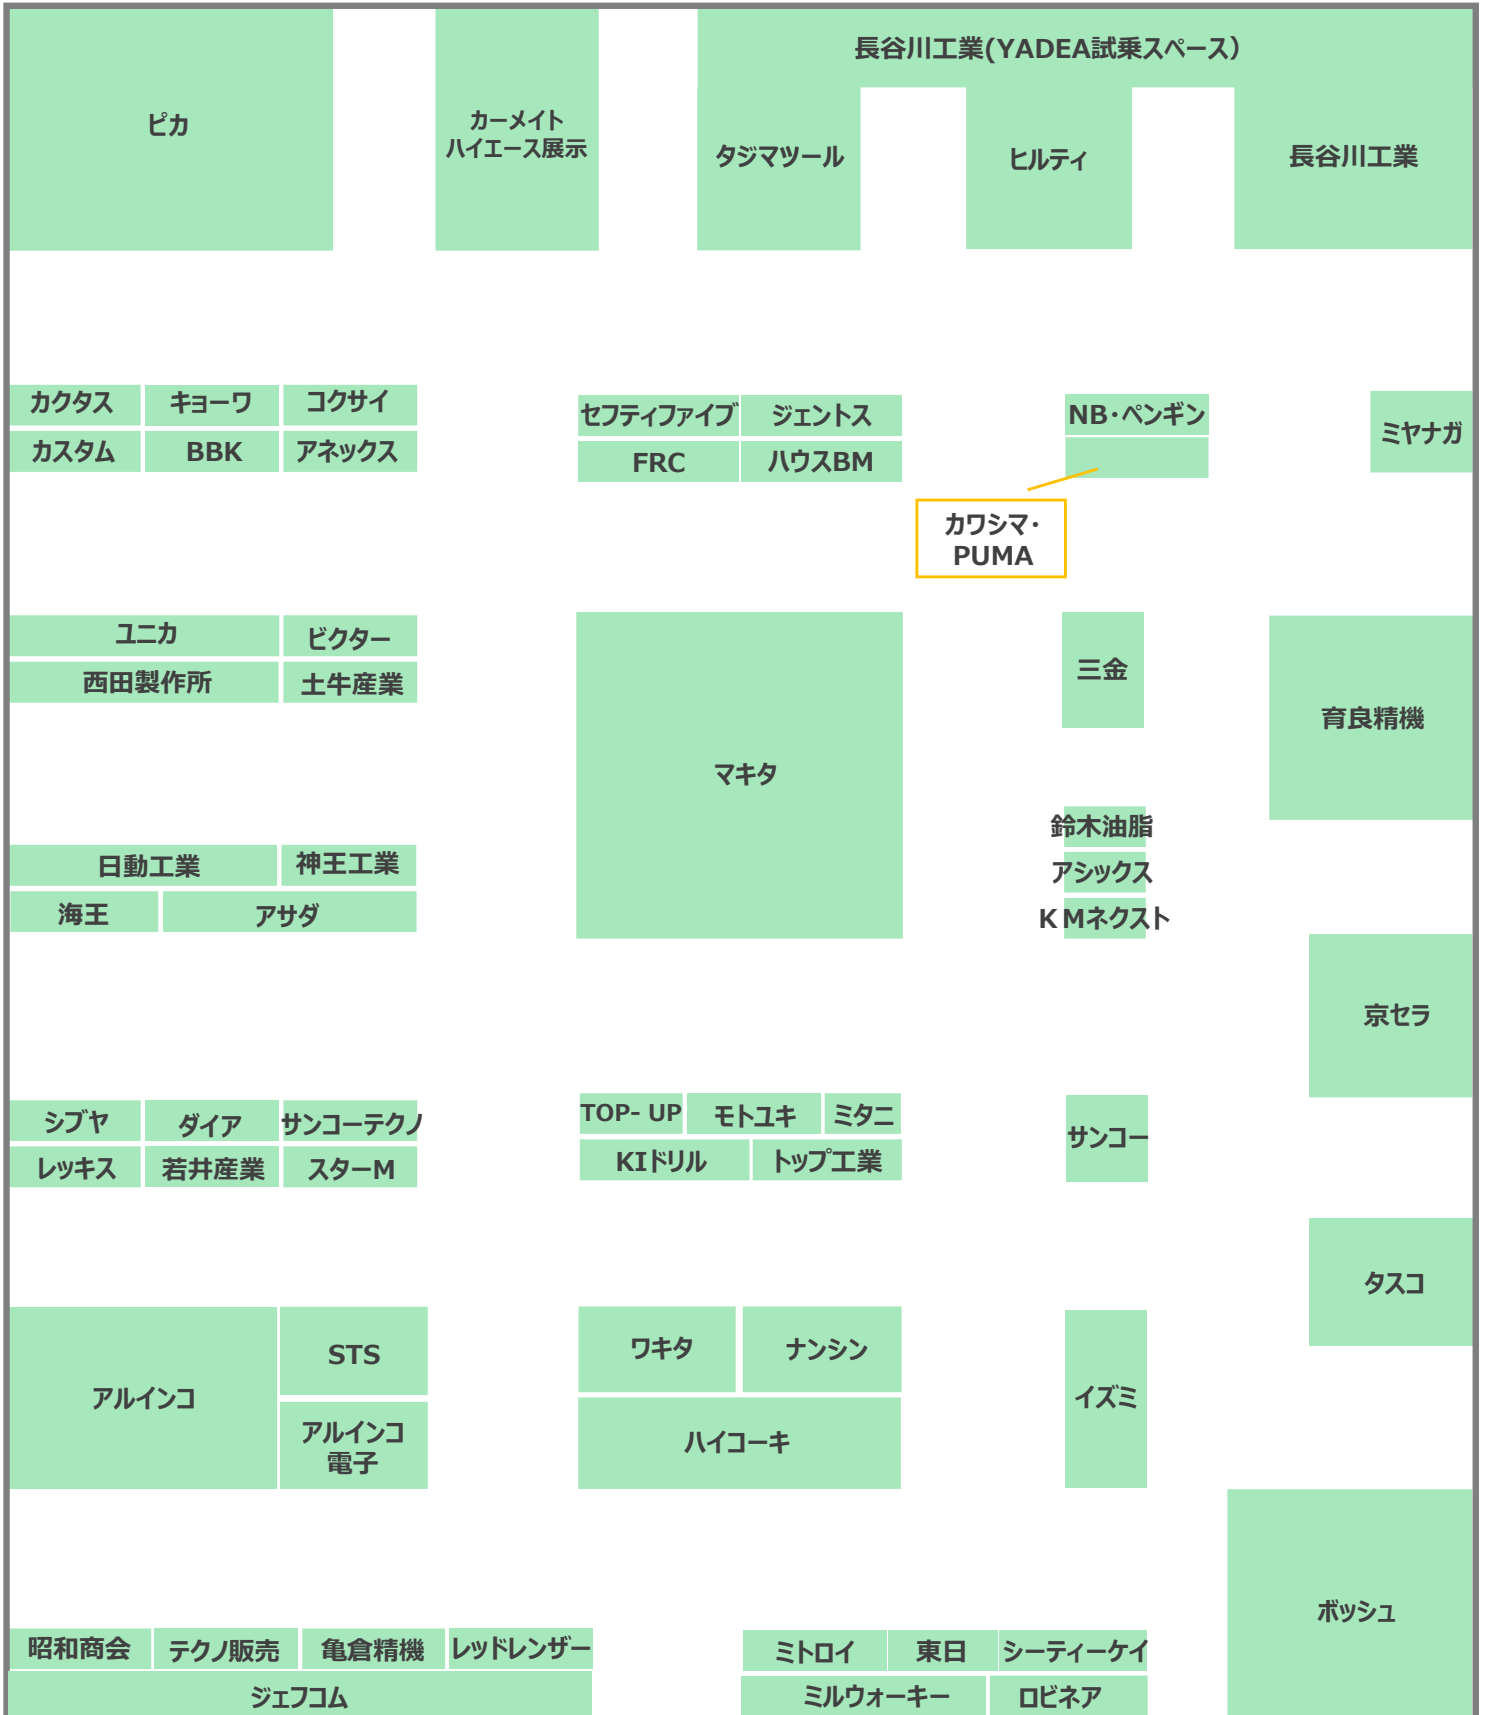 長谷川工業(YADEA試乗スペース）
ピカ
カーメイト
ハイエース展示
タジマツール
ヒルティ
長谷川工業
カクタス
キョーワ
コクサイ
セフティファイブ
ジェントス
NB・ペンギン
ミヤナガ
カスタム
BBK
アネックス
FRC
ハウスBM
カワシマ・
PUMA
ユニカ
ビクター
西田製作所
土牛産業
三金
育良精機
マキタ
鈴木油脂
アシックス
KMネクスト
日動工業
神王工業
海王
アサダ
京セラ
シブヤ
ダイア
サンコーテクノ
TOP- UP
モトユキ
ミタニ
サンコー
レッキス
若井産業
スターM
KIドリル
トップ工業
タスコ
アルインコ
STS
ワキタ
ナンシン
イズミ
アルインコ
電子
ハイコーキ
ボッシュ
昭和商会
テクノ販売
亀倉精機
レッドレンザー
ミトロイ
東日
シーティーケイ
ジェフコム
ミルウォーキー
ロビネア